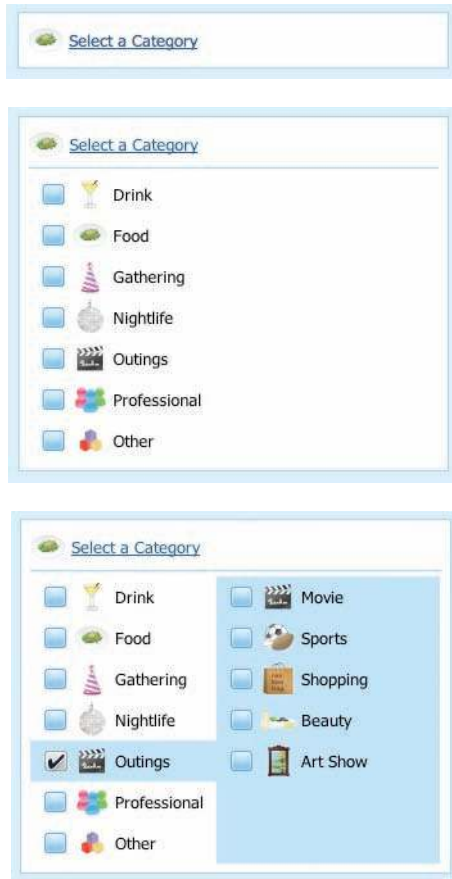 Select a Category
Select a Category
Drink
Food
Gathering
Nightlife
Outings
Professional
Other
Select a Category
Drink
Food
Gathering
Nightlife
Outings
Professional
Other
Movie
Sports
Shopping
Beauty
Art Show